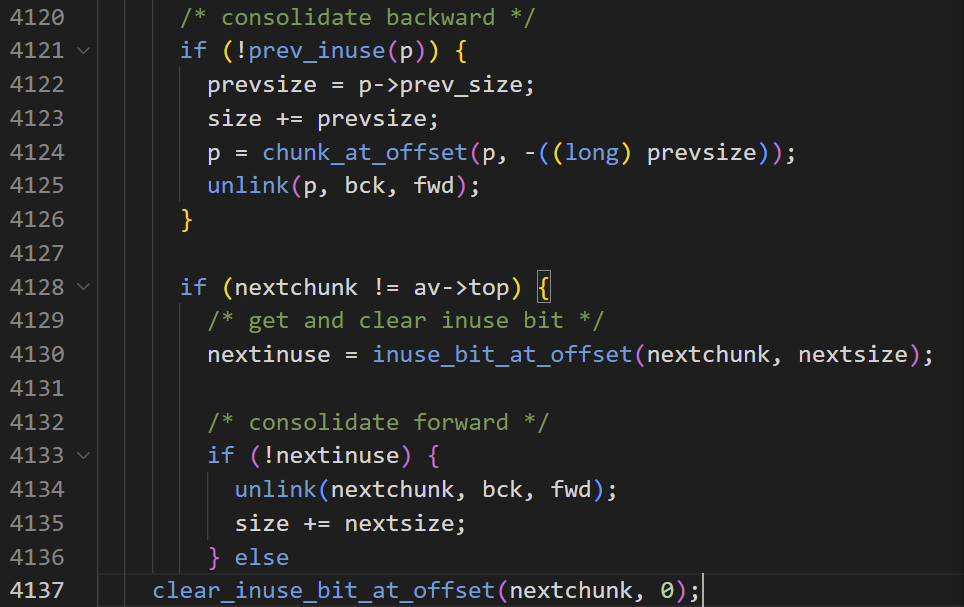 4120 /* consolidate backward */
4121 if (!prev_inuse(p)) {
4122 prevsize = p->prev_size;
4123 size += prevsize;
4124 p = chunk_at_offset(p, -((long) prevsize));
4125 unlink(p, bck, fwd);
4126 }
4127
4128 if (nextchunk != av->top) {
4129 /* get and clear inuse bit */
4130 nextinuse = inuse_bit_at_offset(nextchunk, nextsize);
4131
4132 /* consolidate forward */
4133 if (!nextinuse) {
4134 unlink(nextchunk, bck, fwd);
4135 size += nextsize;
4136 } else
4137 clear_inuse_bit_at_offset(nextchunk, 0);